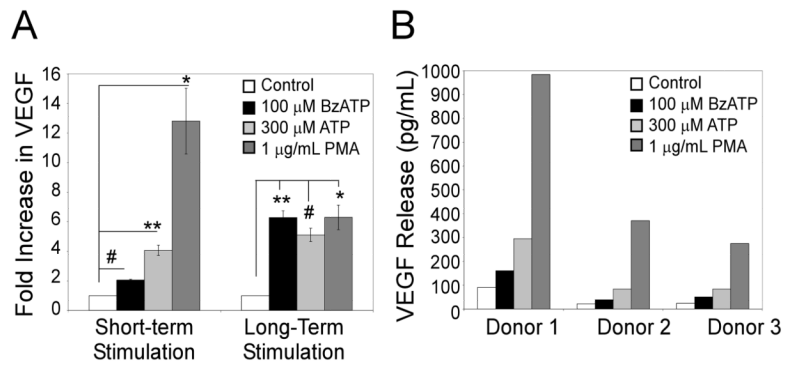 A
Fold Increase in VEGF
16
14
12
10
8
6
4
2
0
#
**
*
**
#
*
Control
100 µM BzATP
300 µM ATP
1 µg/mL PMA
Short-term
Stimulation
Long-Term
Stimulation
B
VEGF Release (pg/mL)
1000
900
800
700
600
500
400
300
200
100
0
Control
100 µM BzATP
300 µM ATP
1 µg/mL PMA
Donor 1
Donor 2
Donor 3